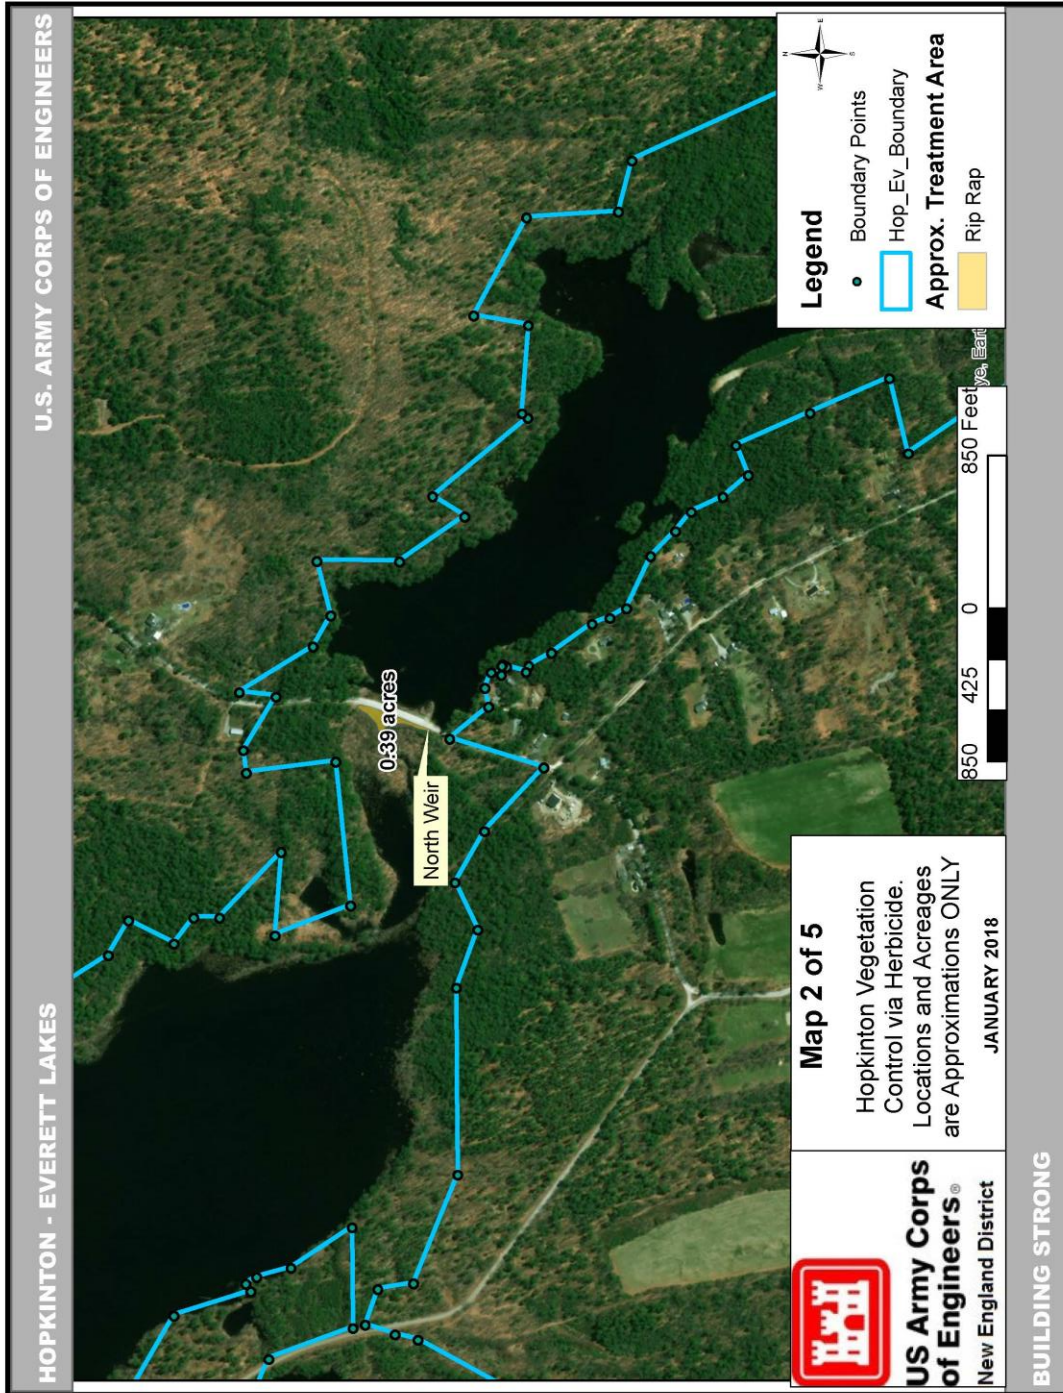 HOPKINTON - EVERETT LAKES
U.S. ARMY CORPS OF ENGINEERS
0.39 acres
North Weir
Legend
Boundary Points
Hop_Ev_Boundary
Approx. Treatment Area
Rip Rap
N
E
S
W
850
425
0
850 Feet
ye, Eart
Map 2 of 5
Hopkinton Vegetation
Control via Herbicide.
Locations and Acreages
are Approximations ONLY
JANUARY 2018
US Army Corps
of Engineers®
New England District
BUILDING STRONG